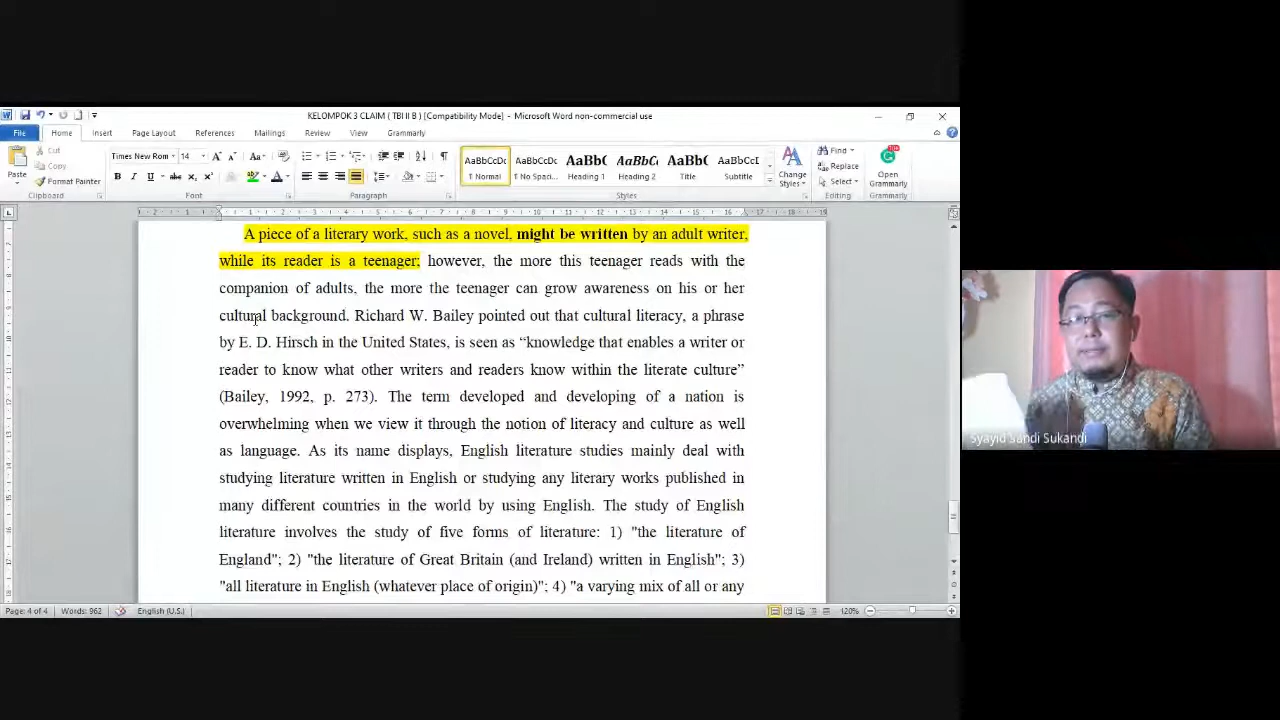 KELOMPOK 3 CLAIM ( TBI II B ) [Compatibility Mode] - Microsoft Word non-commercial use
File Home Insert Page Layout References Mailings Review View Grammarly
Cut
Copy
Format Painter
Paste
Clipboard
Times New Rom 14
B I U abc x₂ x²
Font
Paragraph
AaBbCcDc AaBbCcDc AaBbC AaBbCc AaBbC AaBbCcI
¶ Normal ¶ No Spaci... Heading 1 Heading 2 Title Subtitle
Styles
Change Styles
Find
Replace
Select
Editing
Open Grammarly
Grammarly
A piece of a literary work, such as a novel, might be written by an adult writer,
while its reader is a teenager; however, the more this teenager reads with the
companion of adults, the more the teenager can grow awareness on his or her
cultural background. Richard W. Bailey pointed out that cultural literacy, a phrase
by E. D. Hirsch in the United States, is seen as “knowledge that enables a writer or
reader to know what other writers and readers know within the literate culture”
(Bailey, 1992, p. 273). The term developed and developing of a nation is
overwhelming when we view it through the notion of literacy and culture as well
as language. As its name displays, English literature studies mainly deal with
studying literature written in English or studying any literary works published in
many different countries in the world by using English. The study of English
literature involves the study of five forms of literature: 1) "the literature of
England"; 2) "the literature of Great Britain (and Ireland) written in English"; 3)
"all literature in English (whatever place of origin)"; 4) "a varying mix of all or any
Page: 4 of 4 Words: 962 English (U.S.) 120%
Syayid Sandi Sukandi